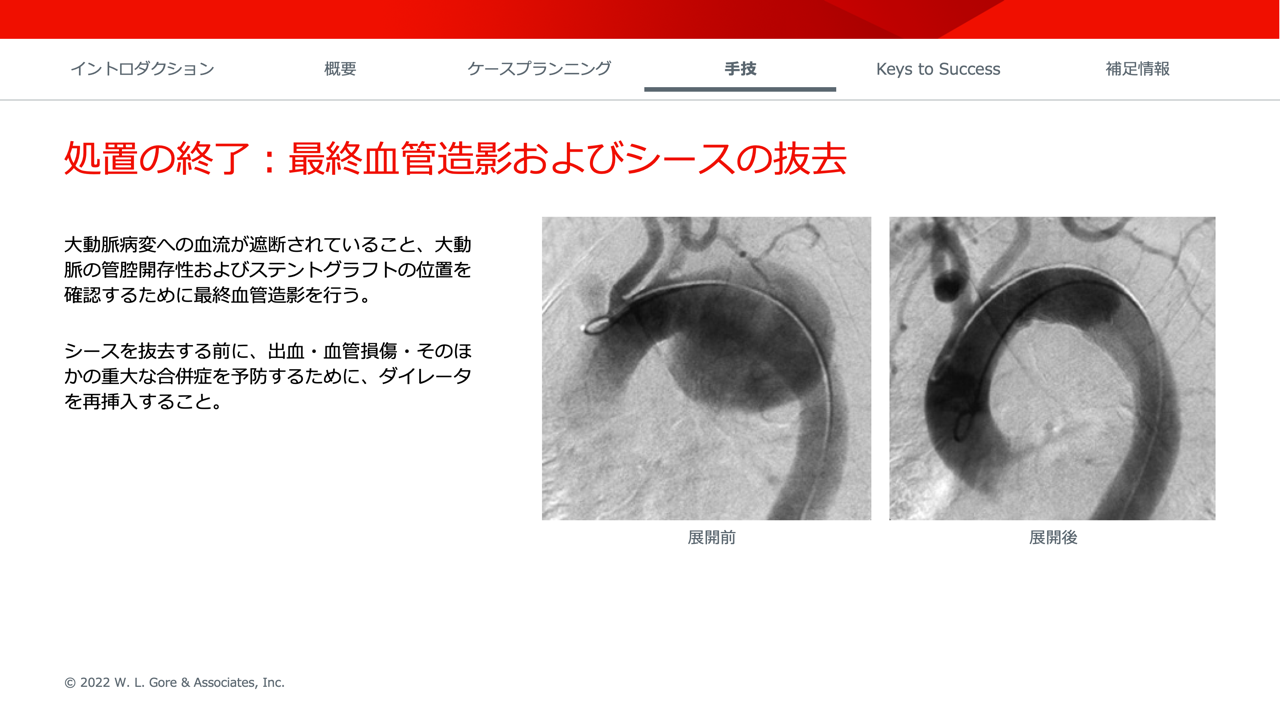 イントロダクション 概要 ケースプランニング 手技 Keys to Success 補足情報
処置の終了：最終血管造影およびシースの抜去
大動脈病変への血流が遮断されていること、大動
脈の管腔開存性およびステントグラフトの位置を
確認するために最終血管造影を行う。
シースを抜去する前に、出血・血管損傷・そのほ
かの重大な合併症を予防するために、ダイレータ
を再挿入すること。
展開前 展開後
© 2022 W. L. Gore & Associates, Inc.